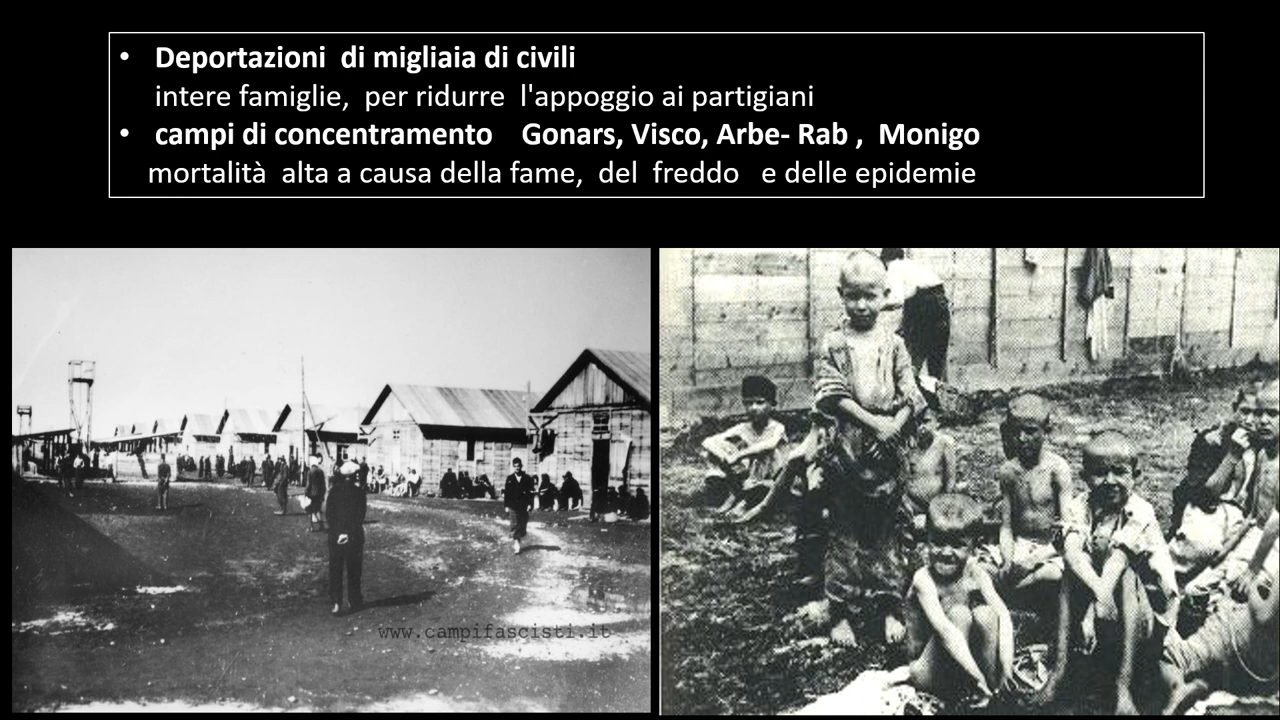 • Deportazioni di migliaia di civili
intere famiglie, per ridurre l'appoggio ai partigiani
• campi di concentramento Gonars, Visco, Arbe- Rab , Monigo
mortalità alta a causa della fame, del freddo e delle epidemie
www.campifascisti.it